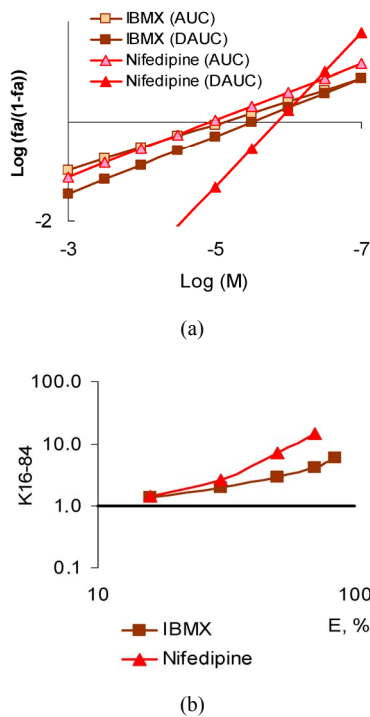 IBMX (AUC)
IBMX (DAUC)
Nifedipine (AUC)
Nifedipine (DAUC)
Log (fa/(1-fa))
-2
-3 -5 -7
Log (M)
(a)
100.0
10.0
1.0
0.1
K16-84
10 100
E, %
IBMX
Nifedipine
(b)